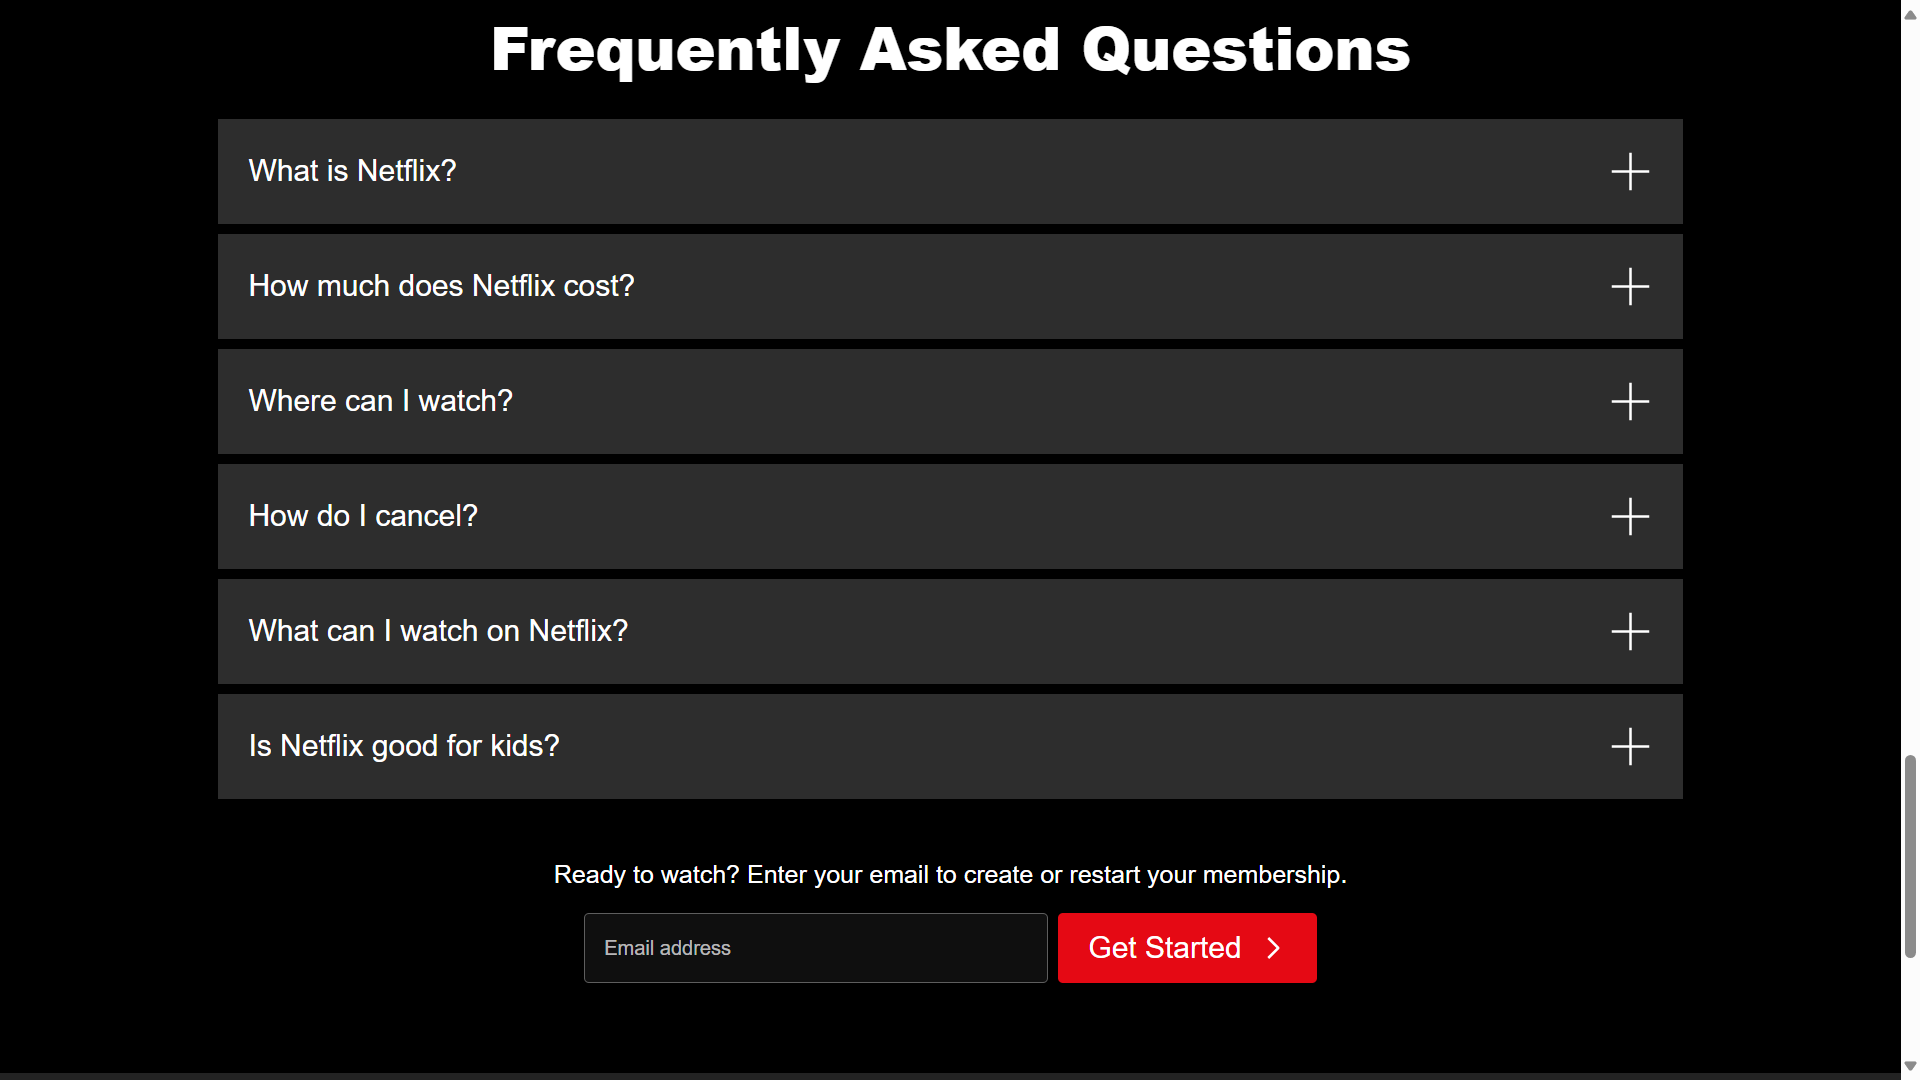 Frequently Asked Questions
What is Netflix?
How much does Netflix cost?
Where can I watch?
How do I cancel?
What can I watch on Netflix?
Is Netflix good for kids?
Ready to watch? Enter your email to create or restart your membership.
Email address
Get Started